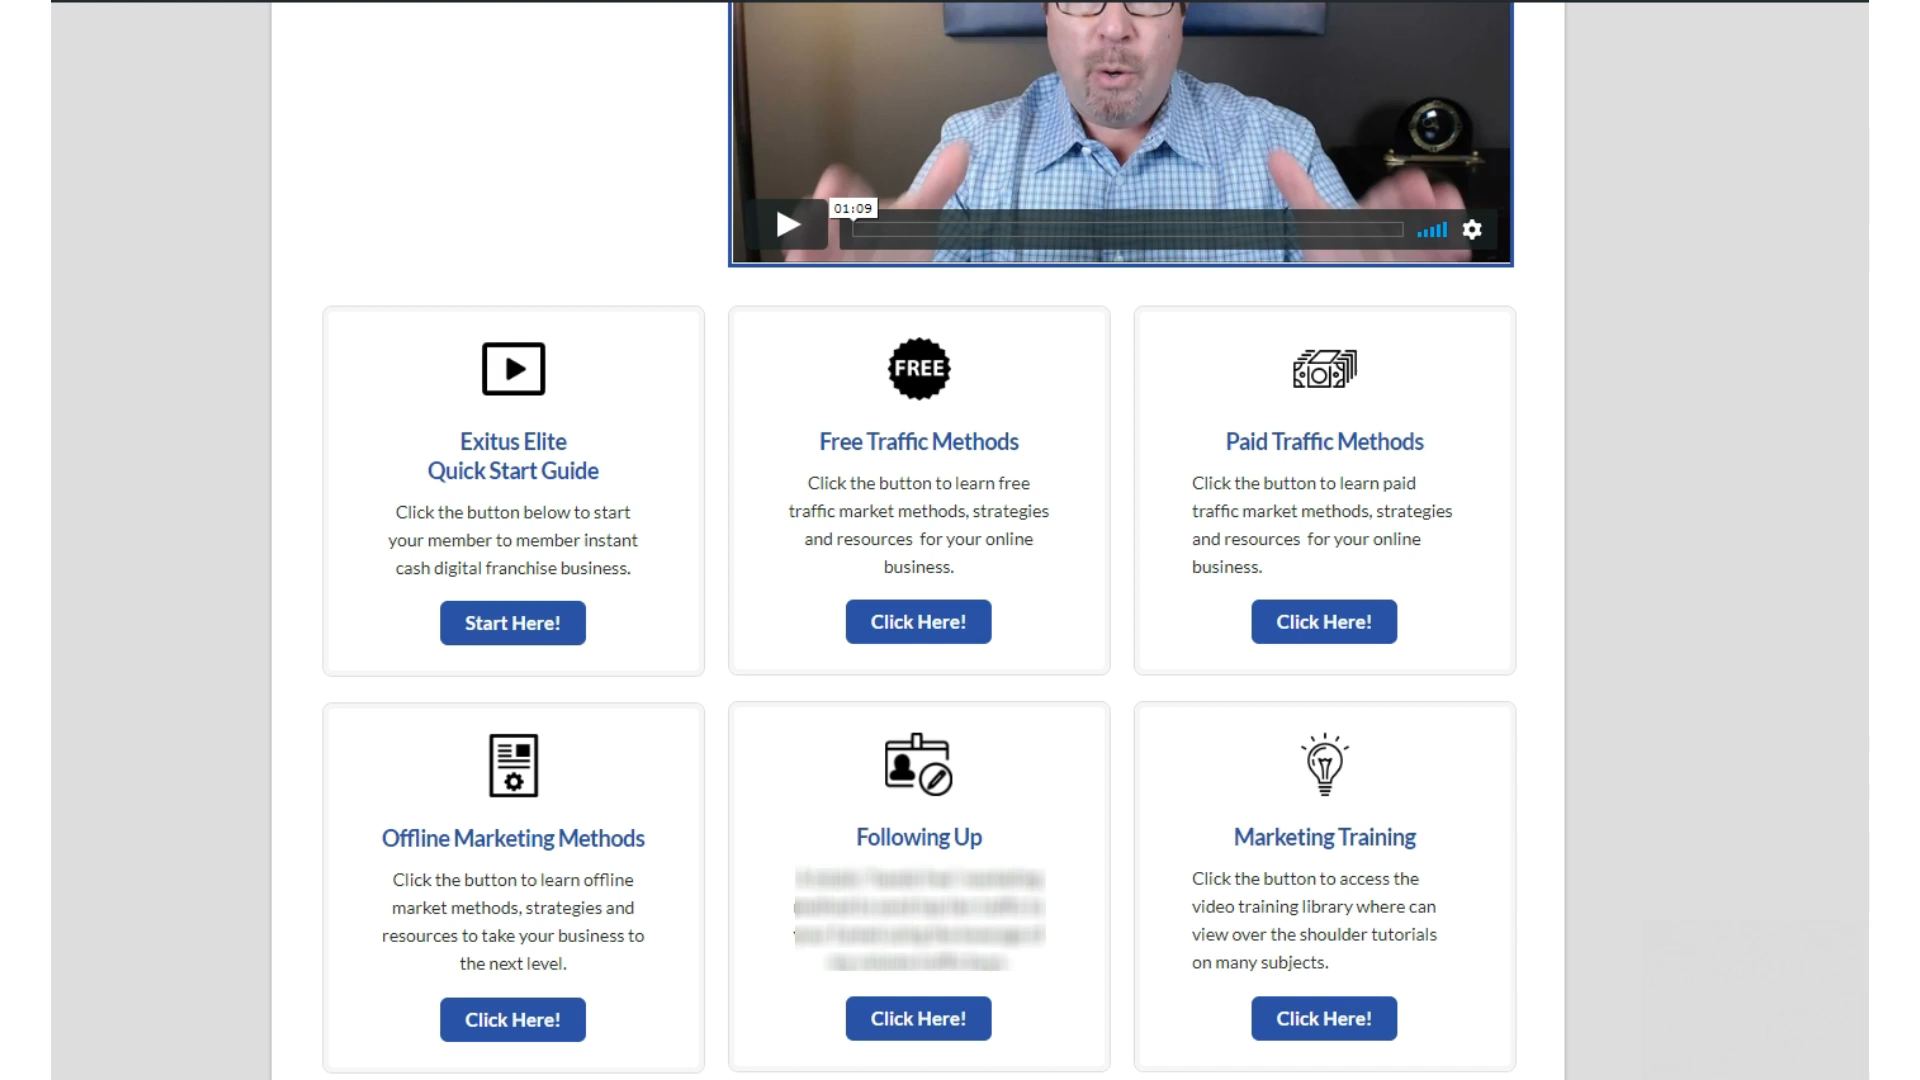 01:09
FREE
Exitus Elite
Quick Start Guide
Click the button below to start
your member to member instant
cash digital franchise business.
Start Here!
Free Traffic Methods
Click the button to learn free
traffic market methods, strategies
and resources for your online
business.
Click Here!
Paid Traffic Methods
Click the button to learn paid
traffic market methods, strategies
and resources for your online
business.
Click Here!
Offline Marketing Methods
Click the button to learn offline
market methods, strategies and
resources to take your business to
the next level.
Click Here!
Following Up
Click Here!
Marketing Training
Click the button to access the
video training library where can
view over the shoulder tutorials
on many subjects.
Click Here!